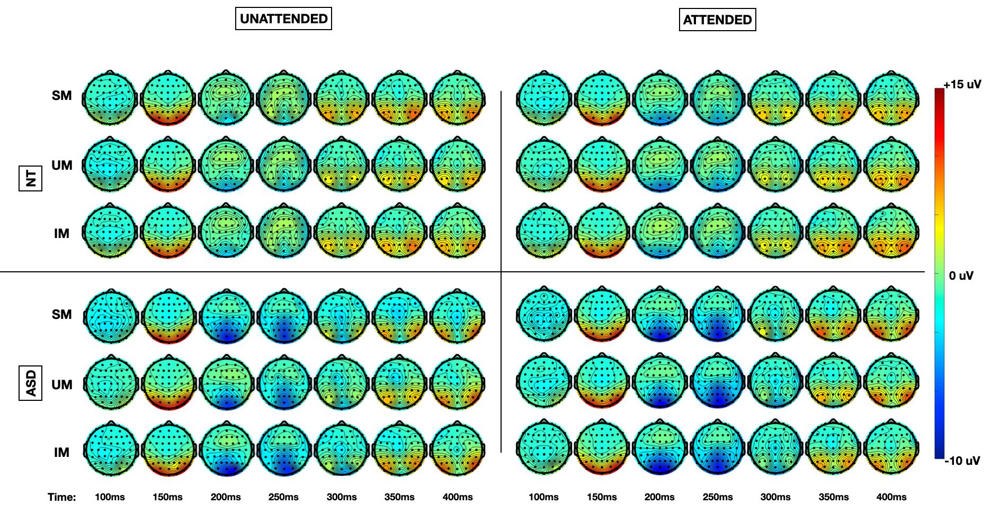 UNATTENDED
ATTENDED
+15 uV
SM
UM
NT
IM
0 uV
SM
UM
ASD
IM
-10 uV
Time: 100ms 150ms 200ms 250ms 300ms 350ms 400ms 100ms 150ms 200ms 250ms 300ms 350ms 400ms